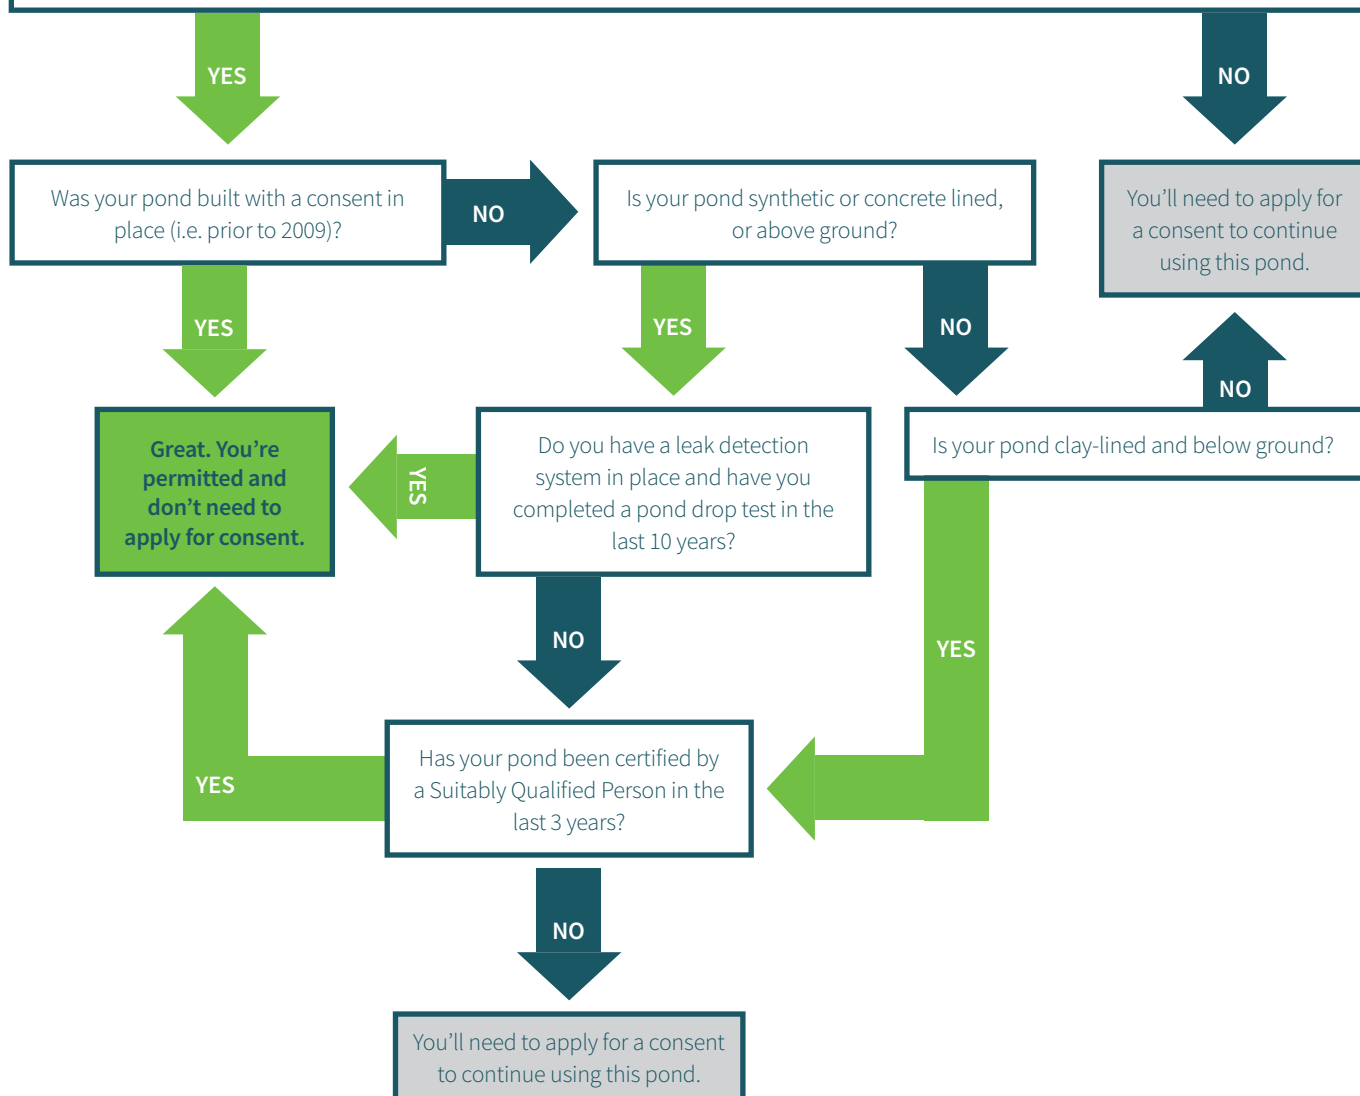 YES
NO
Was your pond built with a consent in
place (i.e. prior to 2009)?
NO
Is your pond synthetic or concrete lined,
or above ground?
You’ll need to apply for
a consent to continue
using this pond.
YES
YES
NO
NO
Great. You’re
permitted and
don’t need to
apply for consent.
YES
Do you have a leak detection
system in place and have you
completed a pond drop test in the
last 10 years?
Is your pond clay-lined and below ground?
NO
YES
YES
Has your pond been certified by
a Suitably Qualified Person in the
last 3 years?
NO
You’ll need to apply for a consent
to continue using this pond.